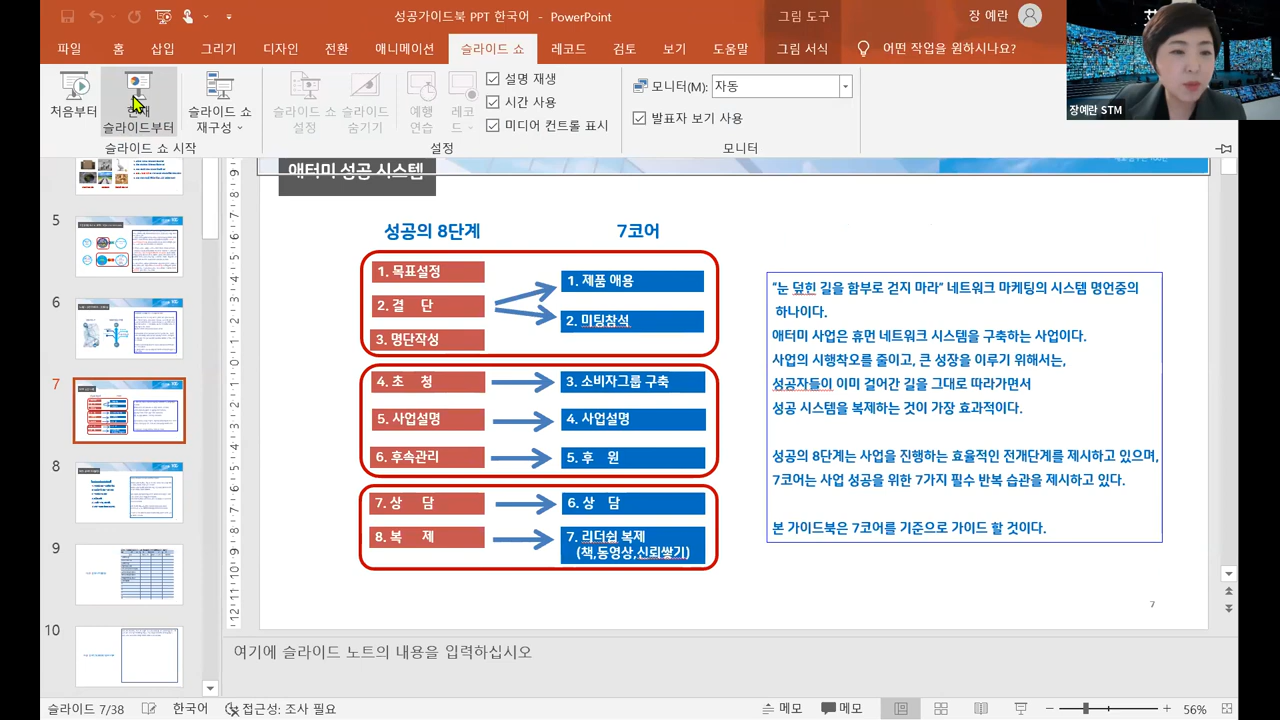 성공가이드북 PPT 한국어 - PowerPoint
그림 도구
장 예란
파일 홈 삽입 그리기 디자인 전환 애니메이션 슬라이드 쇼 레코드 검토 보기 도움말 그림 서식 어떤 작업을 원하시나요?
처음부터
현재
슬라이드부터
슬라이드 쇼
재구성
슬라이드 쇼
설정
슬라이드
숨기기
예행
연습
레코
드
설명 재생
시간 사용
미디어 컨트롤 표시
모니터(M): 자동
발표자 보기 사용
슬라이드 쇼 시작
설정
모니터
장예란 STM
5
6
7
8
9
10
애터미 성공 시스템
성공의 8단계
7코어
1. 목표설정
2. 결 단
3. 명단작성
1. 제품 애용
2. 미팅참석
4. 초 청
3. 소비자그룹 구축
5. 사업설명
4. 사업설명
6. 후속관리
5. 후 원
7. 상 담
6. 상 담
8. 복 제
7. 리더쉽 복제
(책,동영상,신뢰쌓기)
"눈 덮힌 길을 함부로 걷지 마라" 네트워크 마케팅의 시스템 명언중의
하나이다.
애터미 사업은 휴먼 네트워크 시스템을 구축하는 사업이다.
사업의 시행착오를 줄이고, 큰 성장을 이루기 위해서는,
성공자들이 이미 걸어간 길을 그대로 따라가면서
성공 시스템을 복제하는 것이 가장 효과적이다.
성공의 8단계는 사업을 진행하는 효율적인 전개단계를 제시하고 있으며,
7코어는 사업 성공을 위한 7가지 필수 반복 습관을 제시하고 있다.
본 가이드북은 7코어를 기준으로 가이드 할 것이다.
7
여기에 슬라이드 노트의 내용을 입력하십시오
슬라이드 7/38 한국어 접근성: 조사 필요 메모 메모 56%